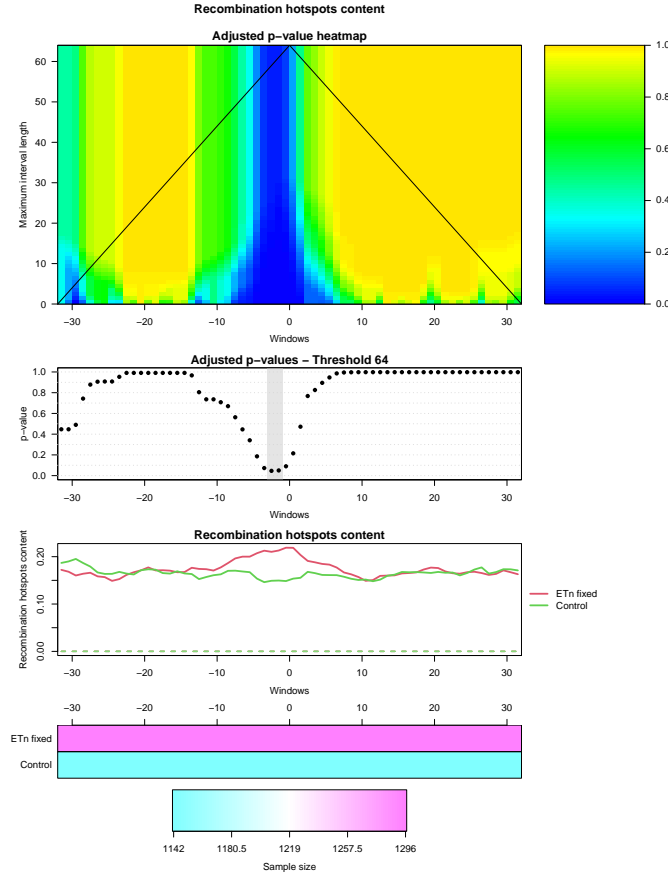 Recombination hotspots content
Adjusted p−value heatmap
Maximum interval length
60
50
40
30
20
10
0
1.0
0.8
0.6
0.4
0.2
0.0
−30 −20 −10 0 10 20 30
Windows
Adjusted p−values − Threshold 64
p−value
1.0
0.8
0.6
0.4
0.2
0.0
−30 −20 −10 0 10 20 30
Windows
Recombination hotspots content
Recombination hotspots content
0.20
0.10
0.00
ETn fixed
Control
−30 −20 −10 0 10 20 30
Windows
−30 −20 −10 0 10 20 30
ETn fixed
Control
1142 1180.5 1219 1257.5 1296
Sample size